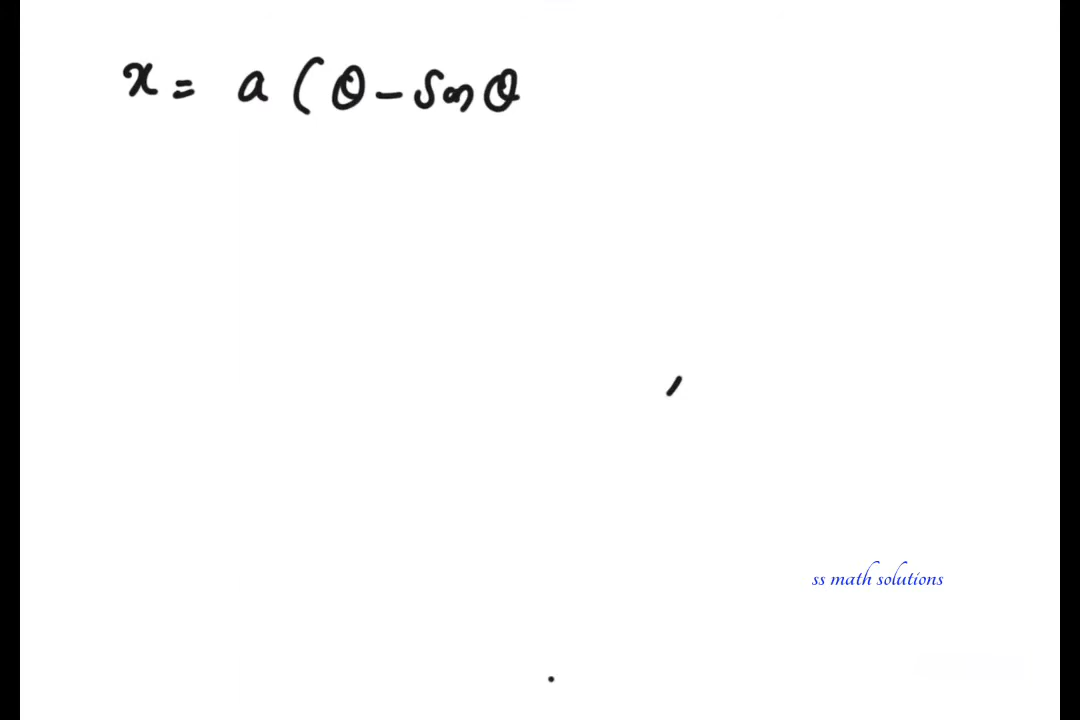 x = a ( θ - Sin θ
ss math solutions